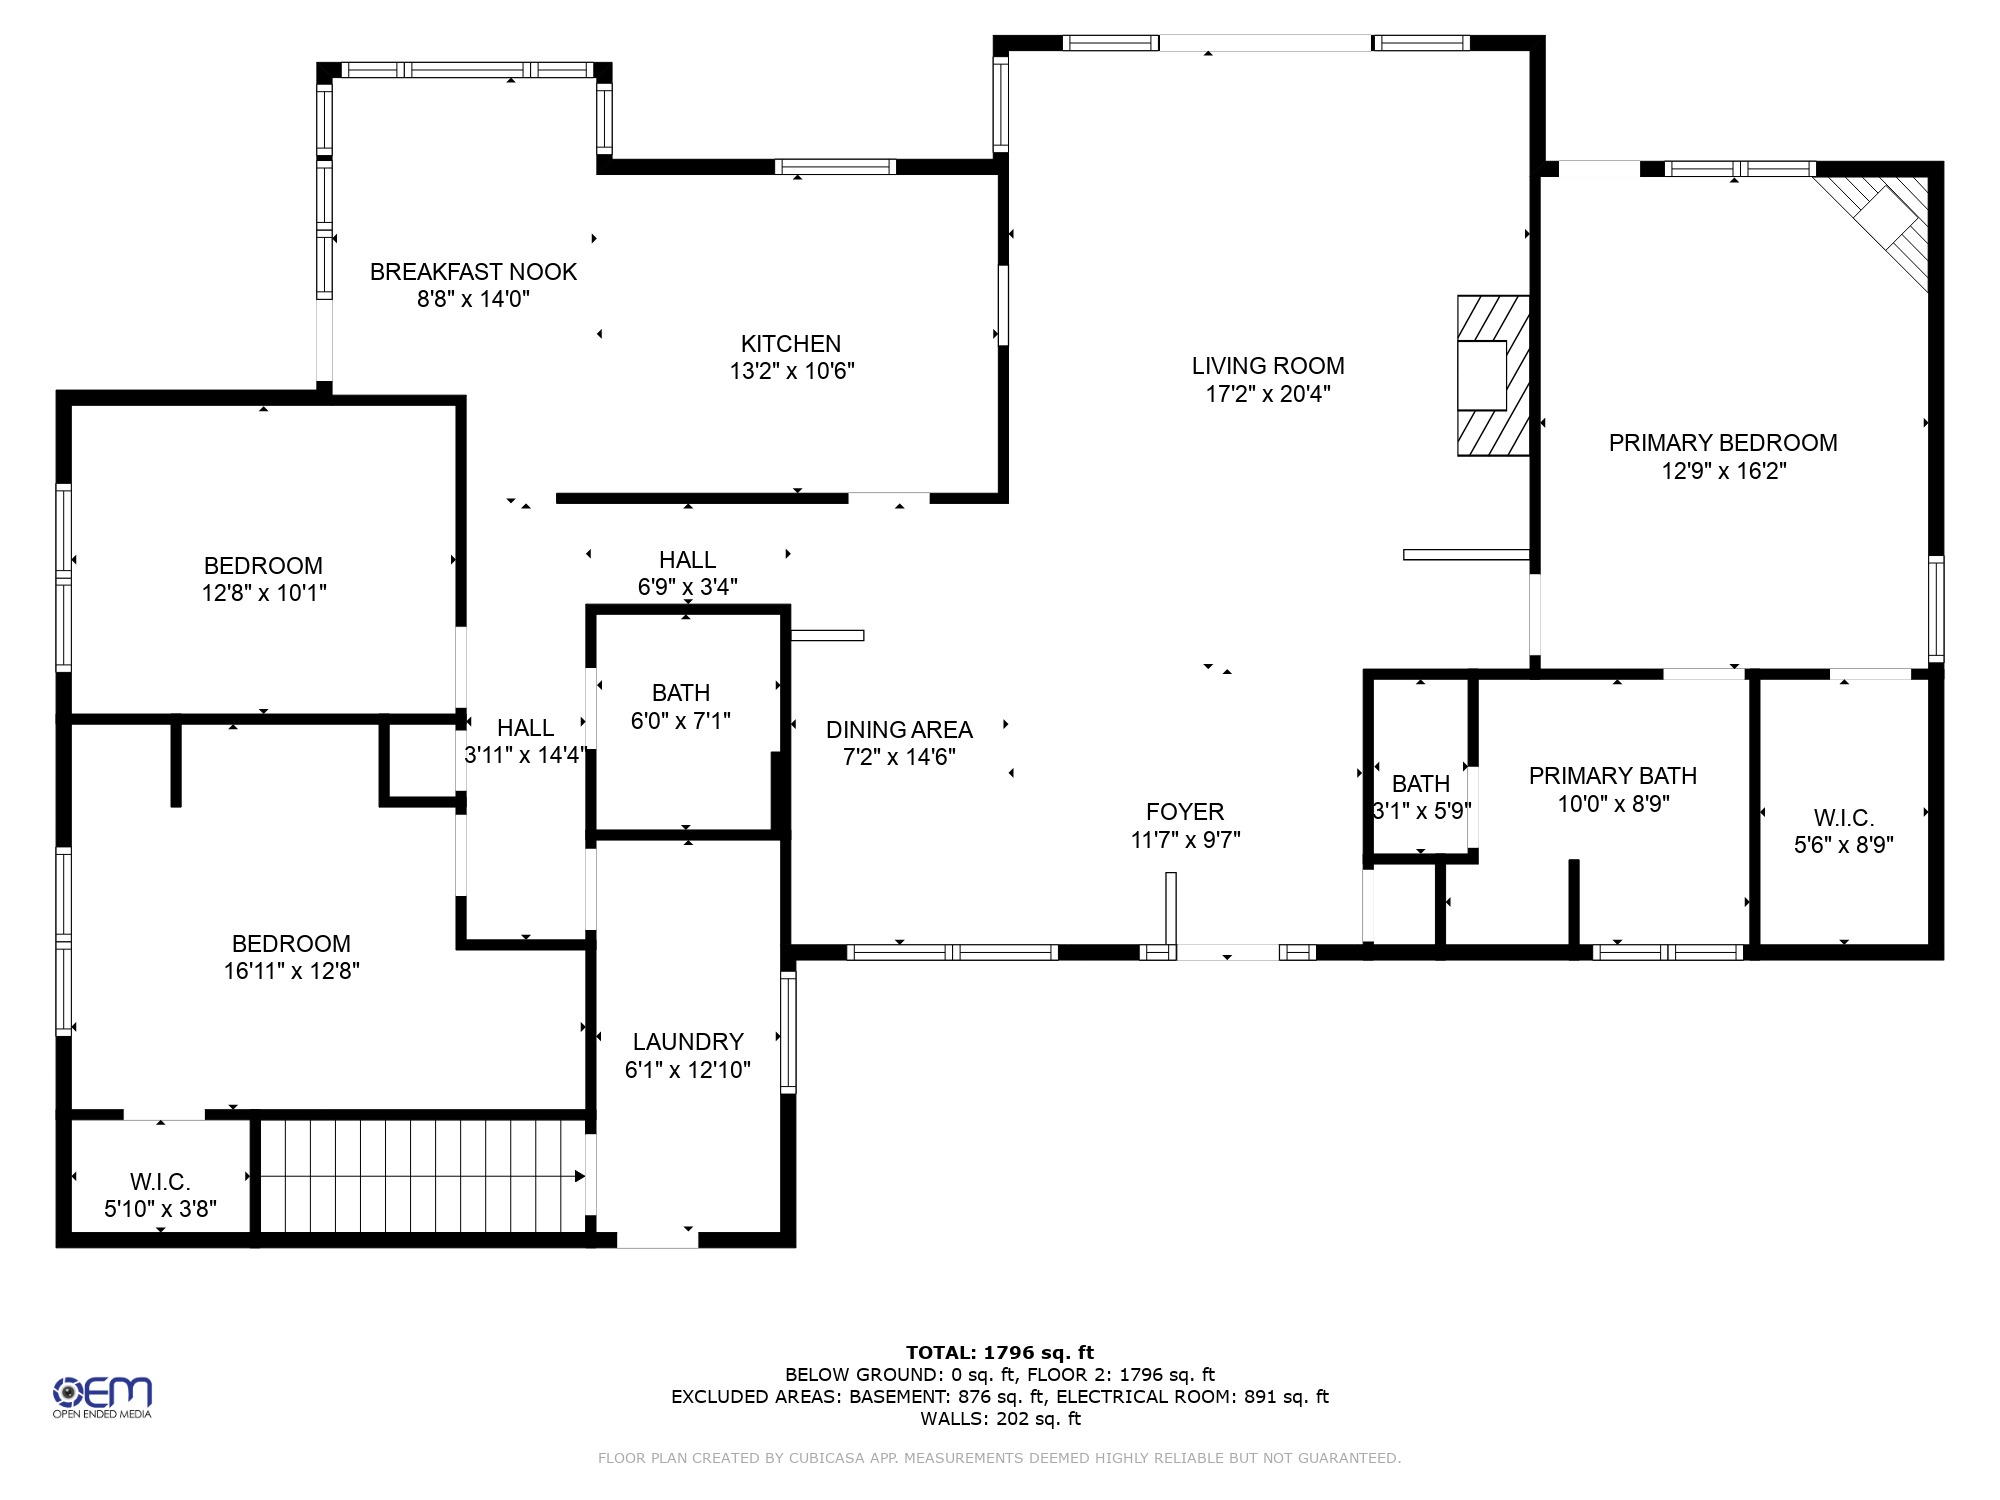 BREAKFAST NOOK
8'8" x 14'0"
KITCHEN
13'2" x 10'6"
LIVING ROOM
17'2" x 20'4"
PRIMARY BEDROOM
12'9" x 16'2"
BEDROOM
12'8" x 10'1"
HALL
6'9" x 3'4"
BATH
6'0" x 7'1"
HALL
3'11" x 14'4"
DINING AREA
7'2" x 14'6"
FOYER
11'7" x 9'7"
BATH
3'1" x 5'9"
PRIMARY BATH
10'0" x 8'9"
W.I.C.
5'6" x 8'9"
BEDROOM
16'11" x 12'8"
LAUNDRY
6'1" x 12'10"
W.I.C.
5'10" x 3'8"
TOTAL: 1796 sq. ft
BELOW GROUND: 0 sq. ft, FLOOR 2: 1796 sq. ft
EXCLUDED AREAS: BASEMENT: 876 sq. ft, ELECTRICAL ROOM: 891 sq. ft
WALLS: 202 sq. ft
OEM
OPEN ENDED MEDIA
FLOOR PLAN CREATED BY CUBICASA APP. MEASUREMENTS DEEMED HIGHLY RELIABLE BUT NOT GUARANTEED.